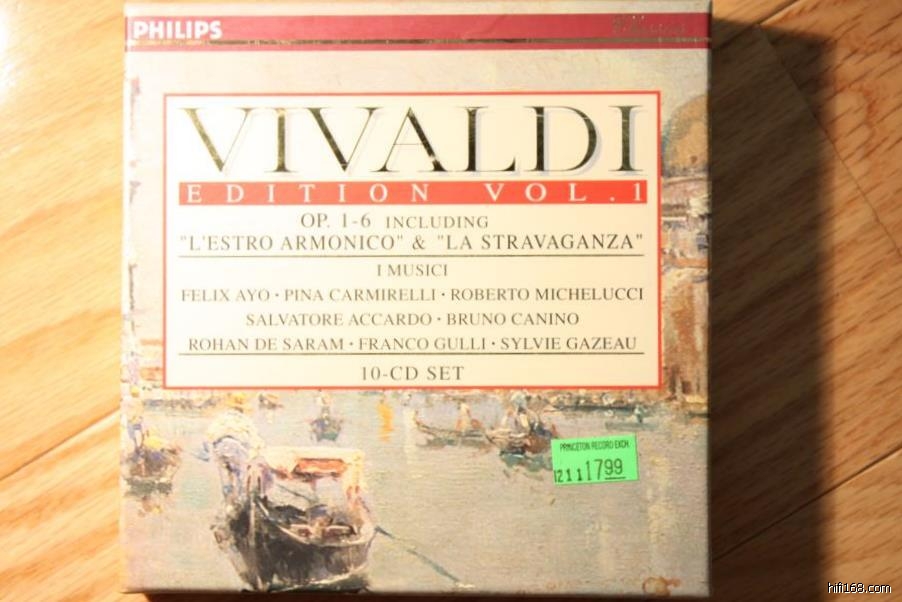 PHILIPS
VIVALDI
EDITION VOL.1
OP. 1-6 INCLUDING
"L'ESTRO ARMONICO" & "LA STRAVAGANZA"
I MUSICI
FELIX AYO · PINA CARMIRELLI · ROBERTO MICHELUCCI
SALVATORE ACCARDO · BRUNO CANINO
ROHAN DE SARAM · FRANCO GULLI · SYLVIE GAZEAU
10-CD SET
PRINCETON RECORD EXCH.
12111799
hifi168.com